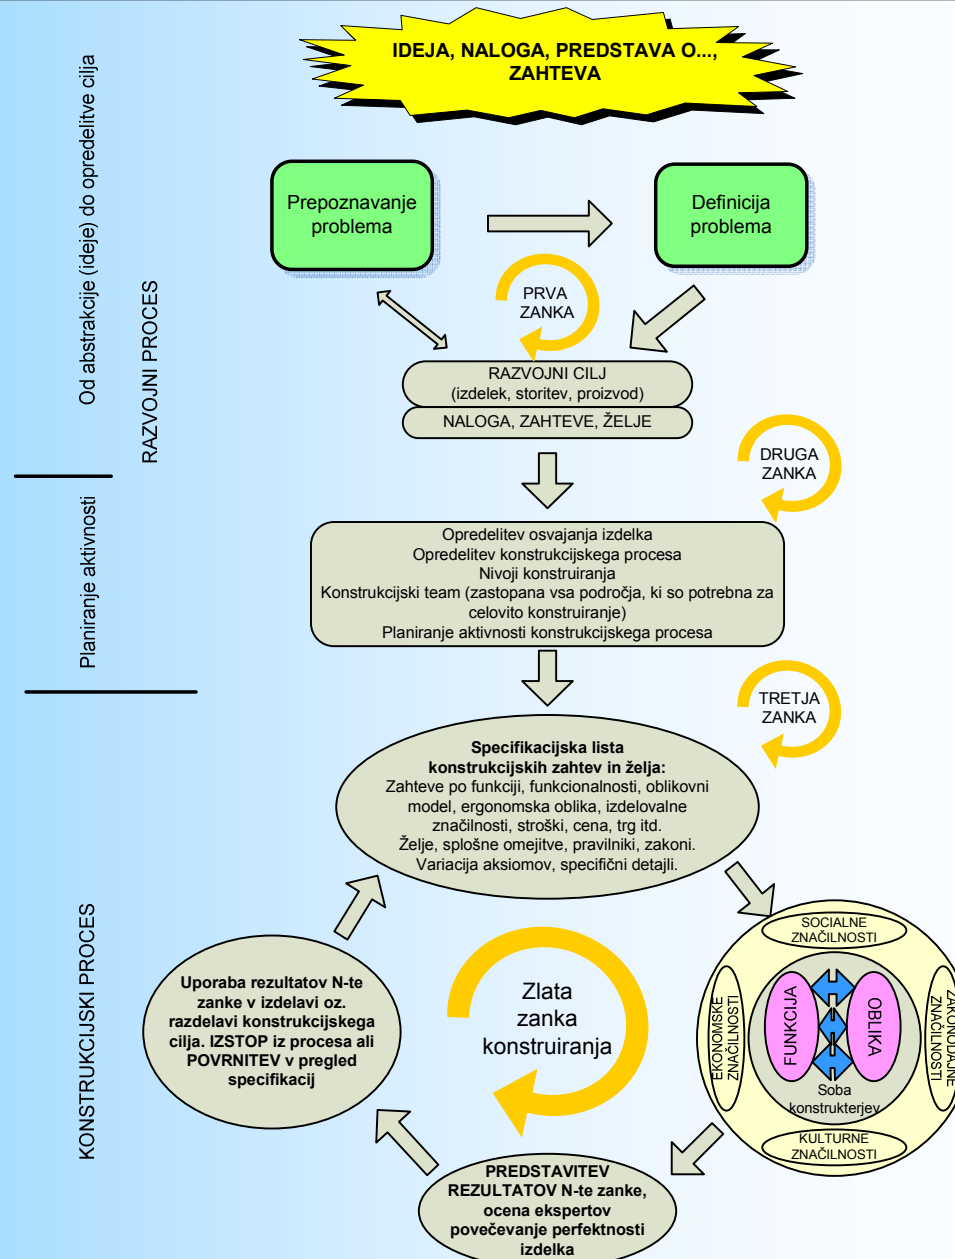 IDEJA, NALOGA, PREDSTAVA O...,
ZAHTEVA
Od abstrakcije (ideje) do opredelitve cilja
RAZVOJNI PROCES
Prepoznavanje
problema
Definicija
problema
PRVA
ZANKA
RAZVOJNI CILJ
(izdelek, storitev, proizvod)
NALOGA, ZAHTEVE, ŽELJE
DRUGA
ZANKA
Planiranje aktivnosti
Opredelitev osvajanja izdelka
Opredelitev konstrukcijskega procesa
Nivoji konstruiranja
Konstrukcijski team (zastopana vsa področja, ki so potrebna za
celovito konstruiranje)
Planiranje aktivnosti konstrukcijskega procesa
TRETJA
ZANKA
KONSTRUKCIJSKI PROCES
Specifikacijska lista
konstrukcijskih zahtev in želja:
Zahteve po funkciji, funkcionalnosti, oblikovni
model, ergonomska oblika, izdelovalne
značilnosti, stroški, cena, trg itd.
Želje, splošne omejitve, pravilniki, zakoni.
Variacija aksiomov, specifični detajli.
SOCIALNE
ZNAČILNOSTI
EKONOMSKE
ZNAČILNOSTI
FUNKCIJA
OBLIKA
ZAKONODAJNE
ZNAČILNOSTI
Soba
konstrukterjev
KULTURNE
ZNAČILNOSTI
Zlata
zanka
konstruiranja
Uporaba rezultatov N-te
zanke v izdelavi oz.
razdelavi konstrukcijskega
cilja. IZSTOP iz procesa ali
POVRNITEV v pregled
specifikacij
PREDSTAVITEV
REZULTATOV N-te zanke,
ocena ekspertov
povečevanje perfektnosti
izdelka